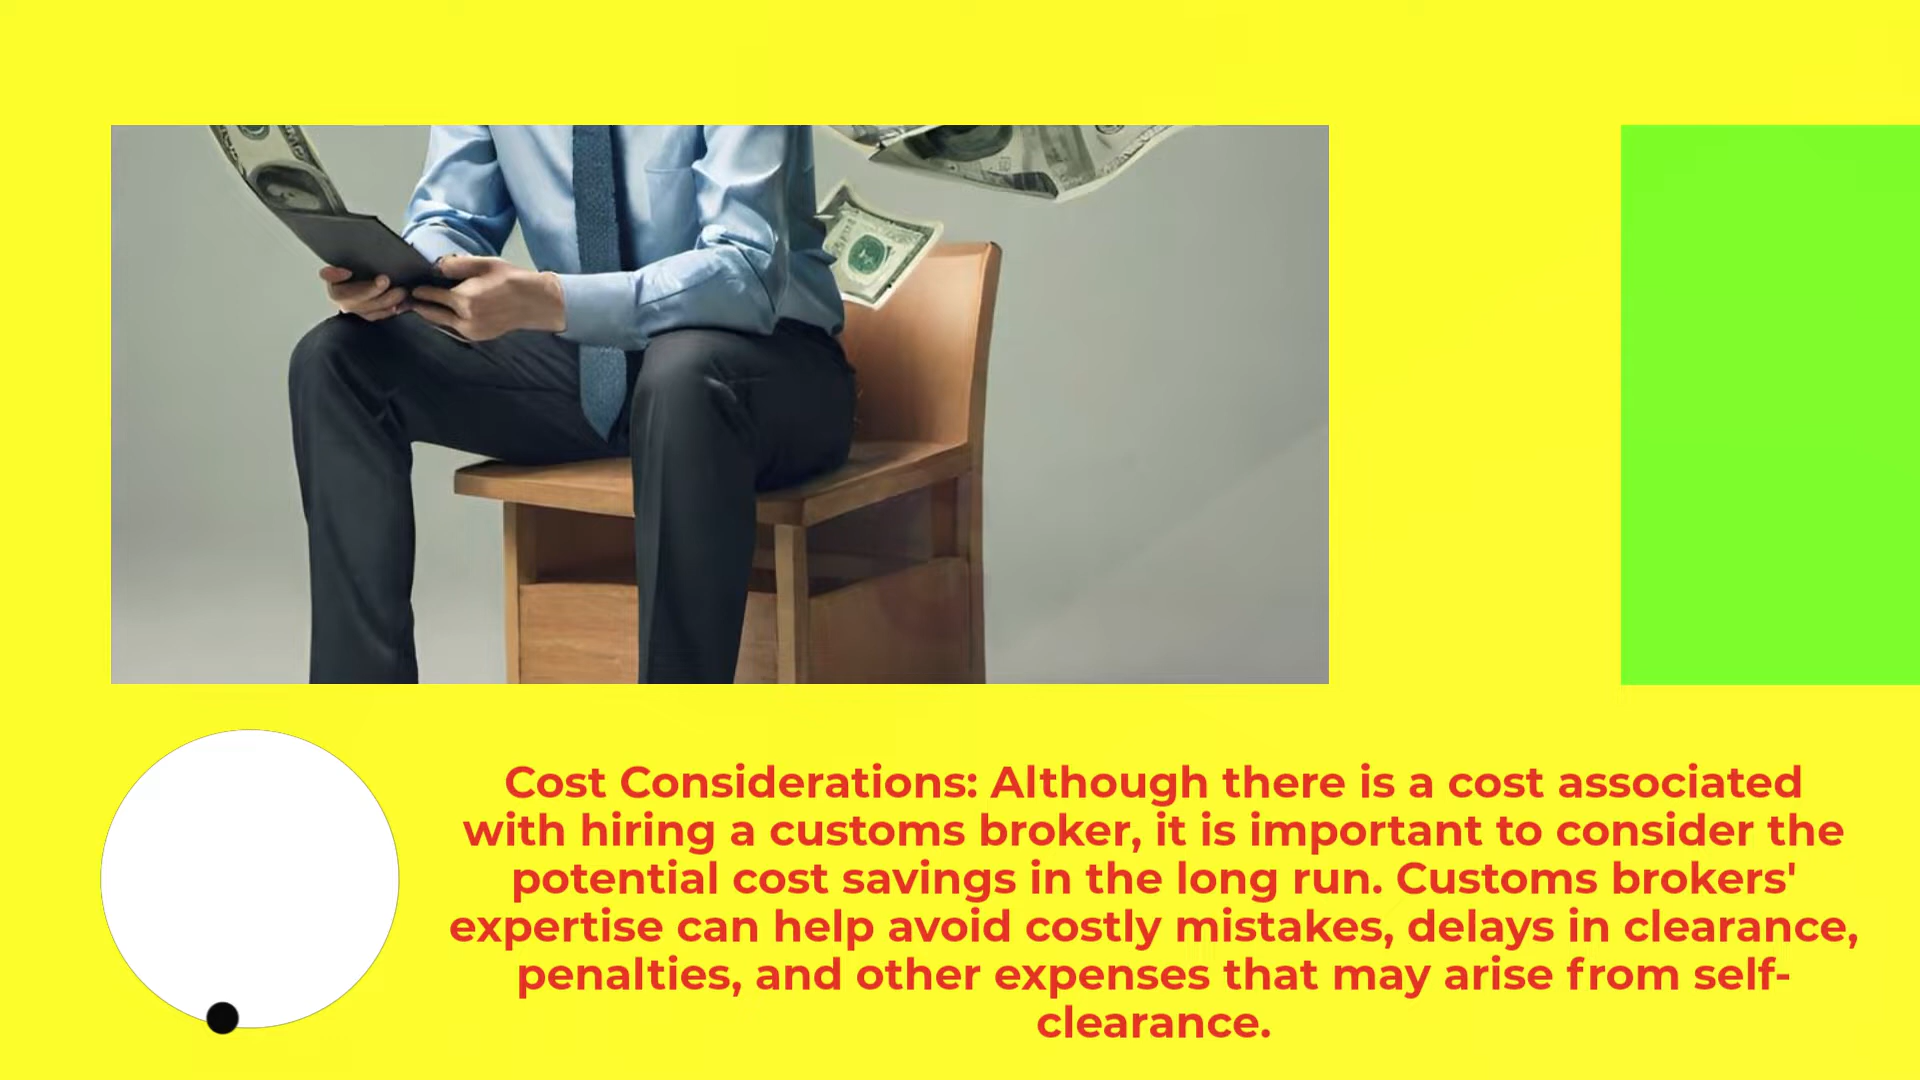 Cost Considerations: Although there is a cost associated
with hiring a customs broker, it is important to consider the
potential cost savings in the long run. Customs brokers'
expertise can help avoid costly mistakes, delays in clearance,
penalties, and other expenses that may arise from self-
clearance.